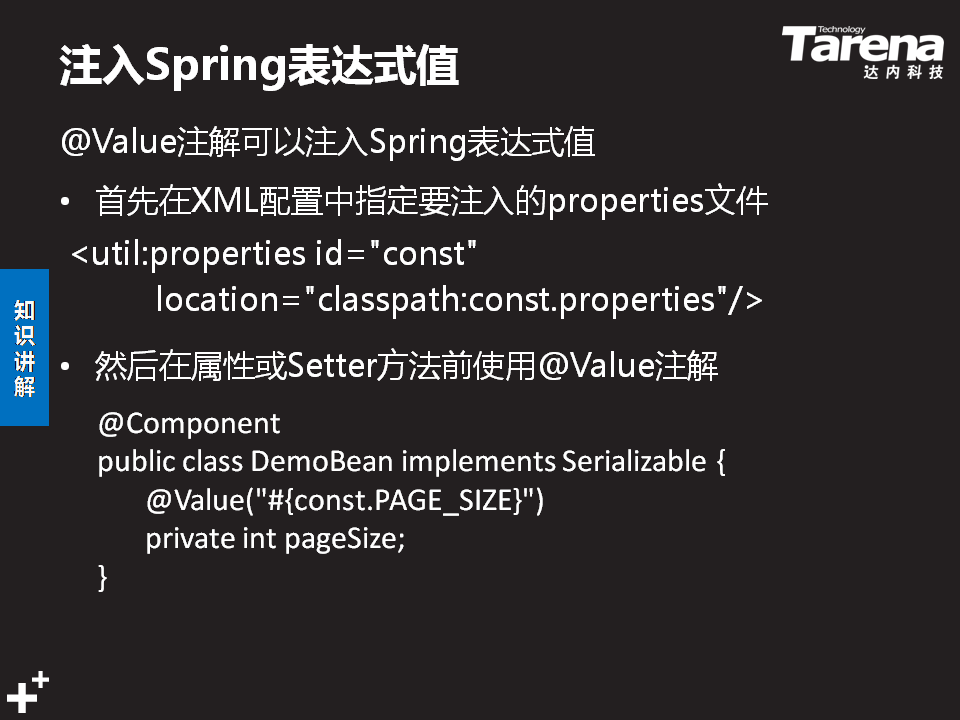 注入Spring表达式值
Technology
Tarena
达内科技
@Value注解可以注入Spring表达式值
• 首先在XML配置中指定要注入的properties文件
<util:properties id="const"
location="classpath:const.properties"/>
知识讲解
• 然后在属性或Setter方法前使用@Value注解
@Component
public class DemoBean implements Serializable {
@Value("#{const.PAGE_SIZE}")
private int pageSize;
}